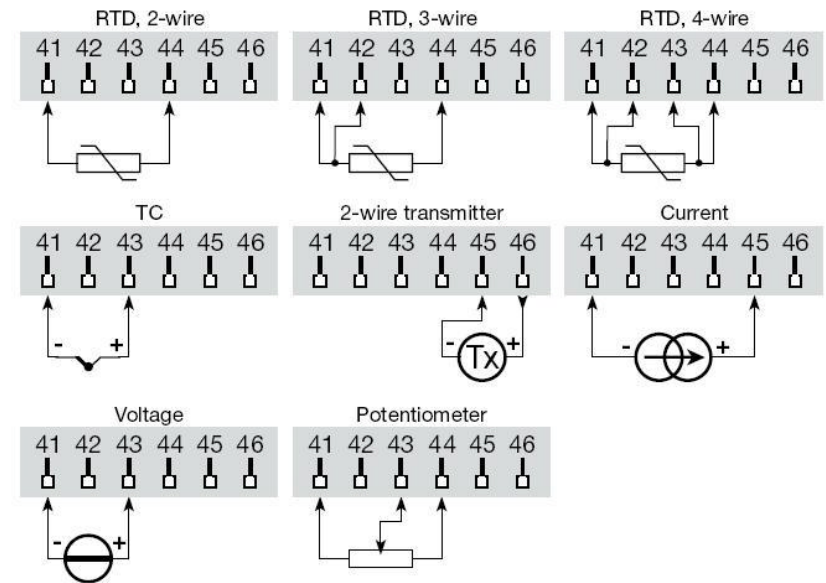 RTD, 2-wire RTD, 3-wire RTD, 4-wire
41 42 43 44 45 46 41 42 43 44 45 46 41 42 43 44 45 46
TC 2-wire transmitter Current
41 42 43 44 45 46 41 42 43 44 45 46 41 42 43 44 45 46
- + - Tx + - +
Voltage Potentiometer
41 42 43 44 45 46 41 42 43 44 45 46
- +